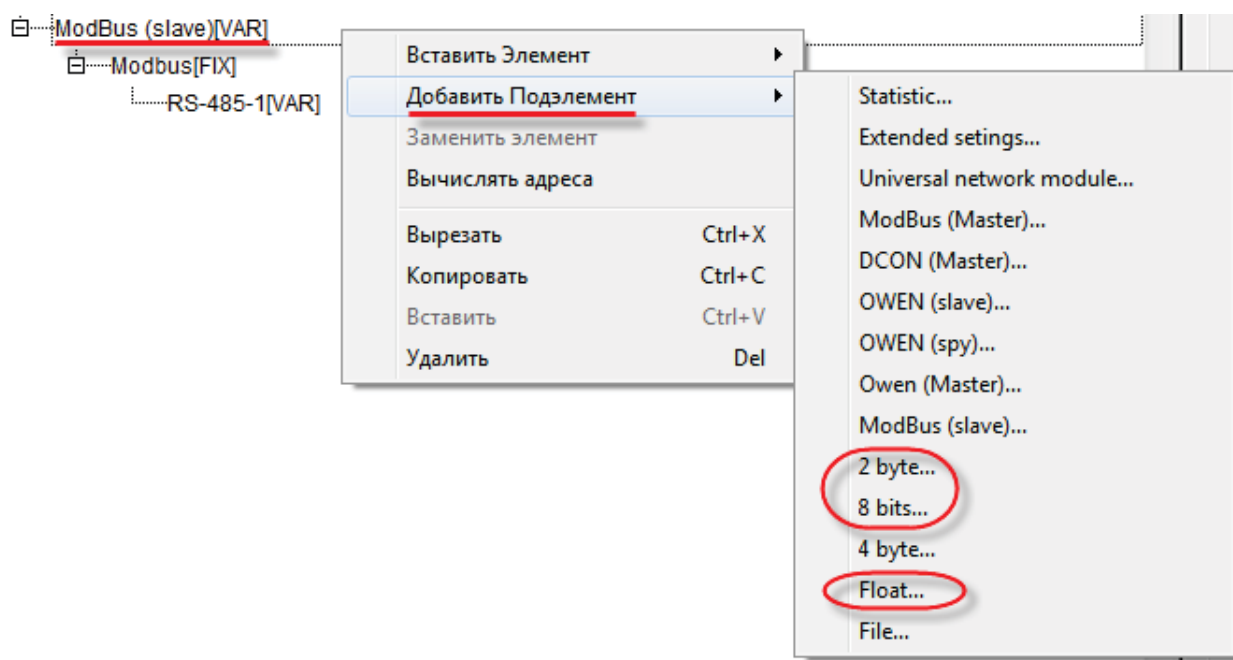 ModBus (slave)[VAR]
Modbus[FIX]
RS-485-1[VAR]
Вставить Элемент
Добавить Подэлемент
Заменить элемент
Вычислять адреса
Вырезать Ctrl+X
Копировать Ctrl+C
Вставить Ctrl+V
Удалить Del
Statistic...
Extended setings...
Universal network module...
ModBus (Master)...
DCON (Master)...
OWEN (slave)...
OWEN (spy)...
Owen (Master)...
ModBus (slave)...
2 byte...
8 bits...
4 byte...
Float...
File...